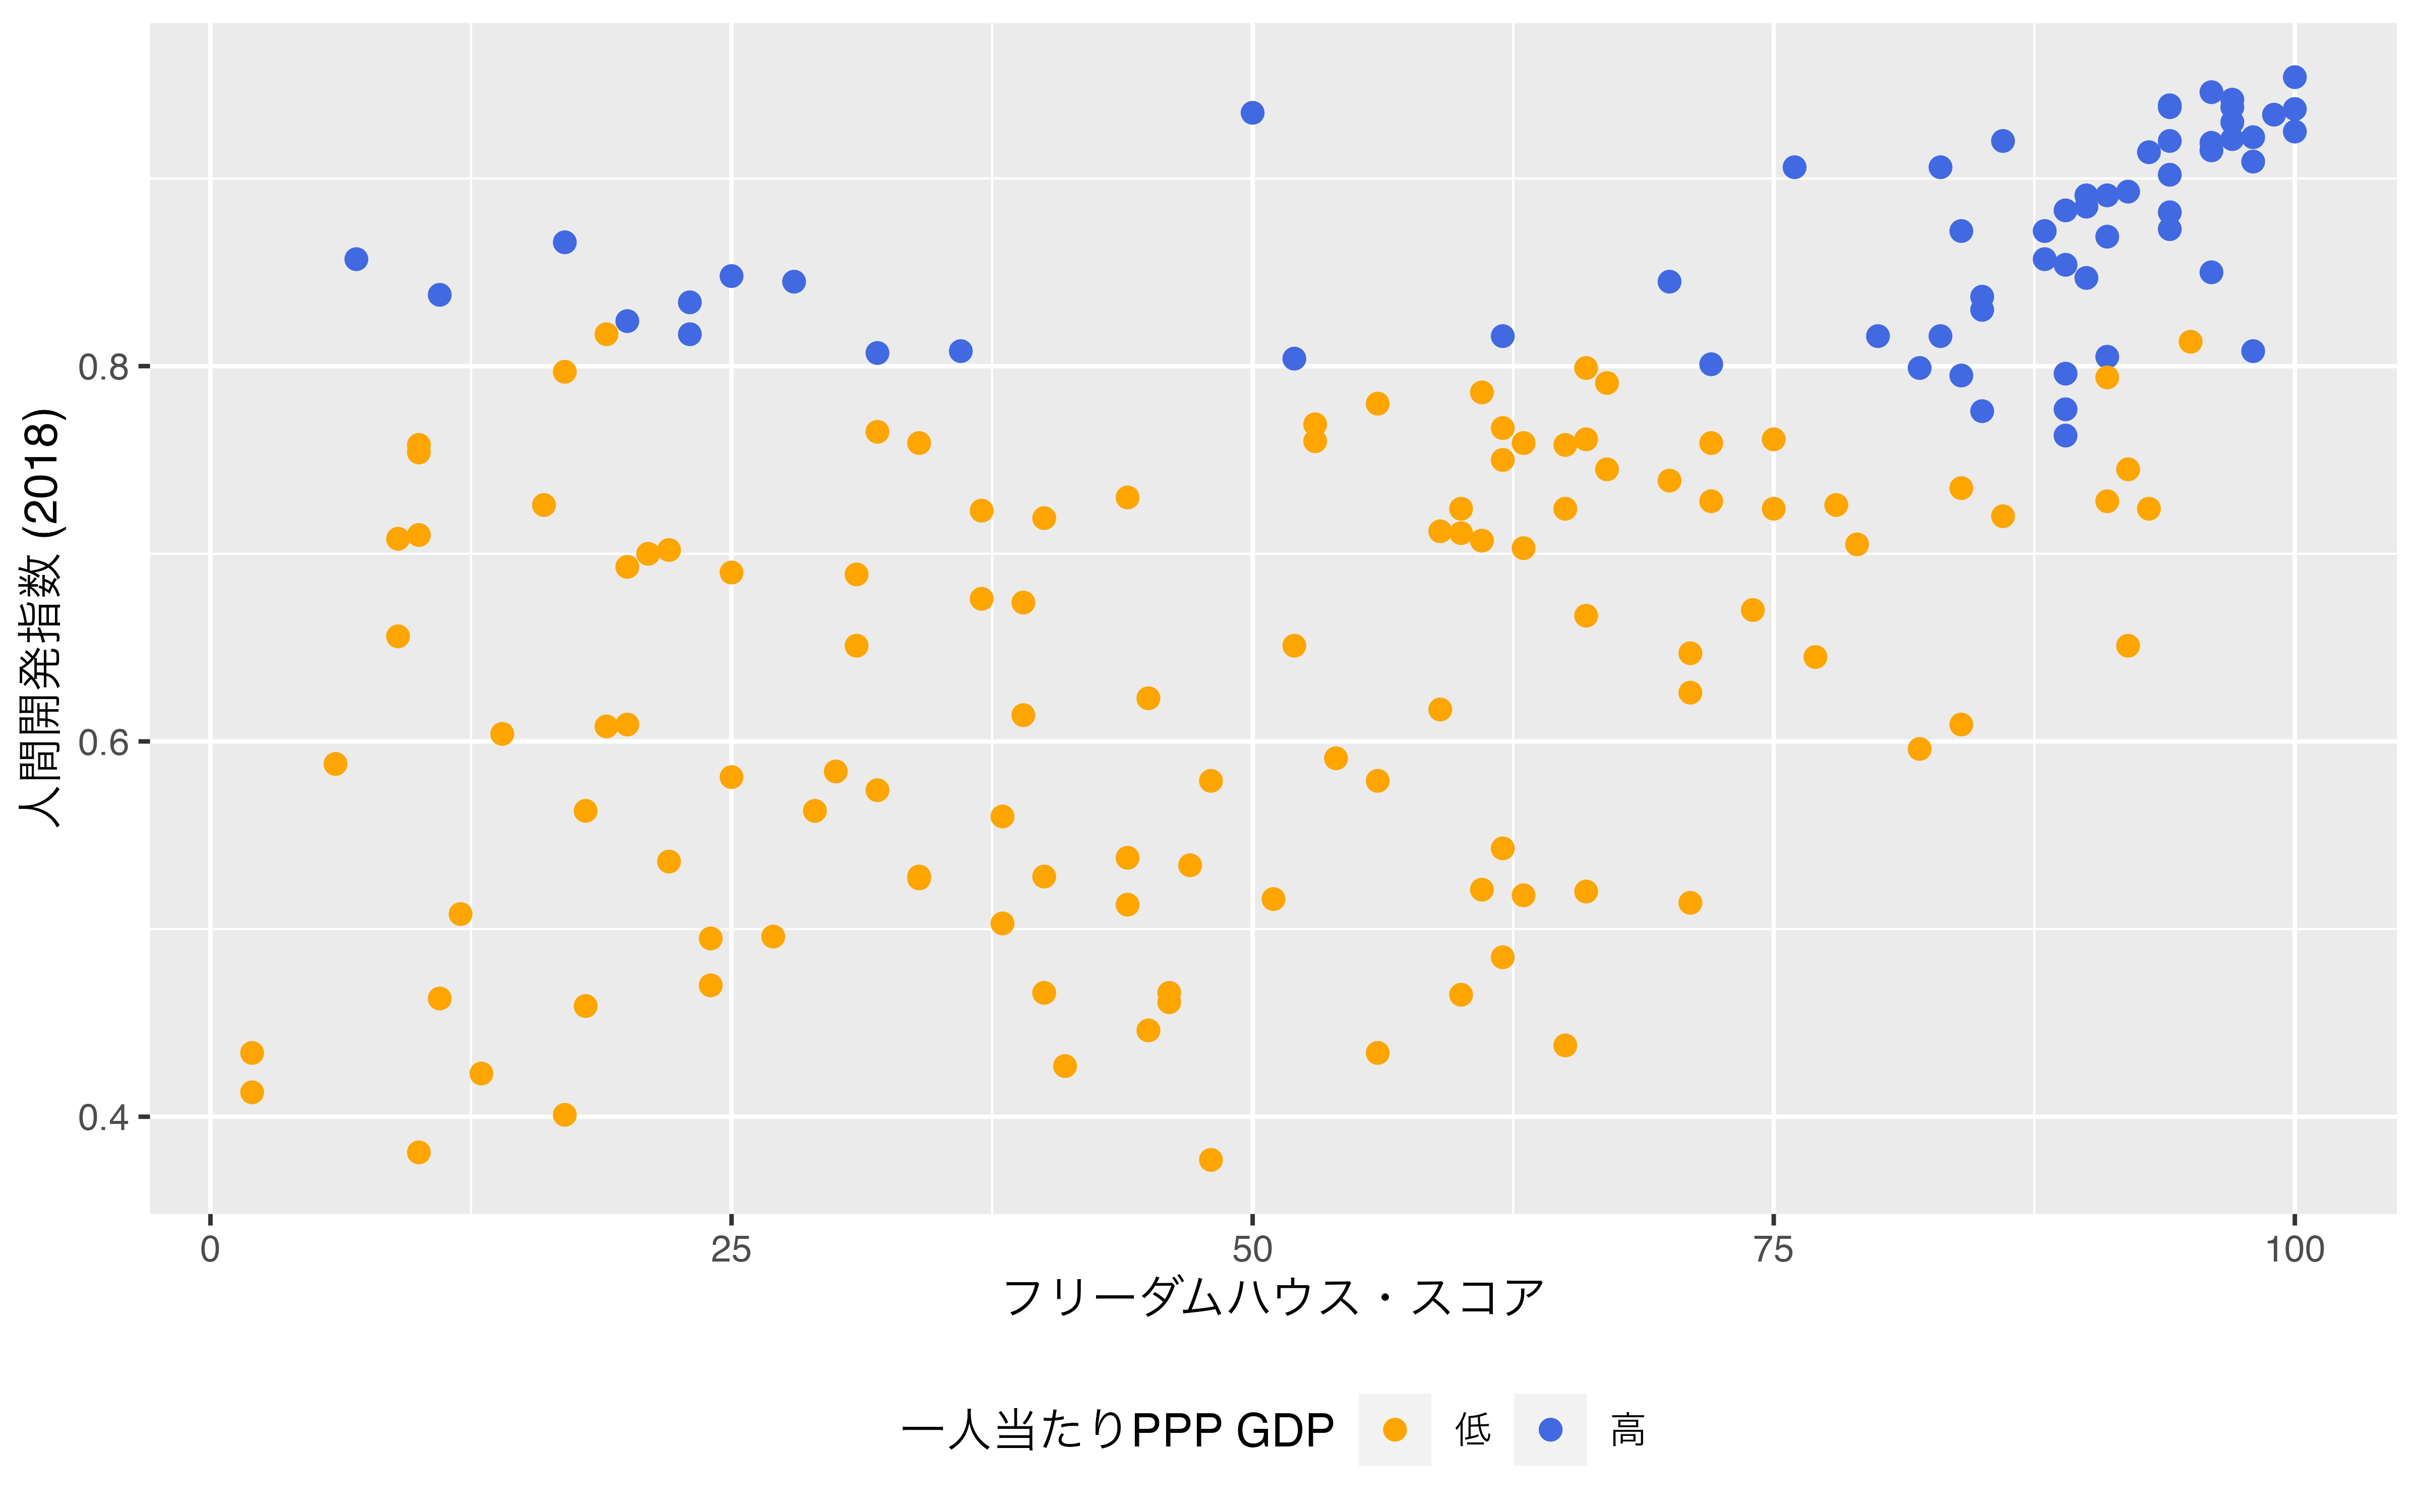 人間開発指数 (2018)
0.8
0.6
0.4
0 25 50 75 100
フリーダムハウス・スコア
一人当たりPPP GDP 低 高